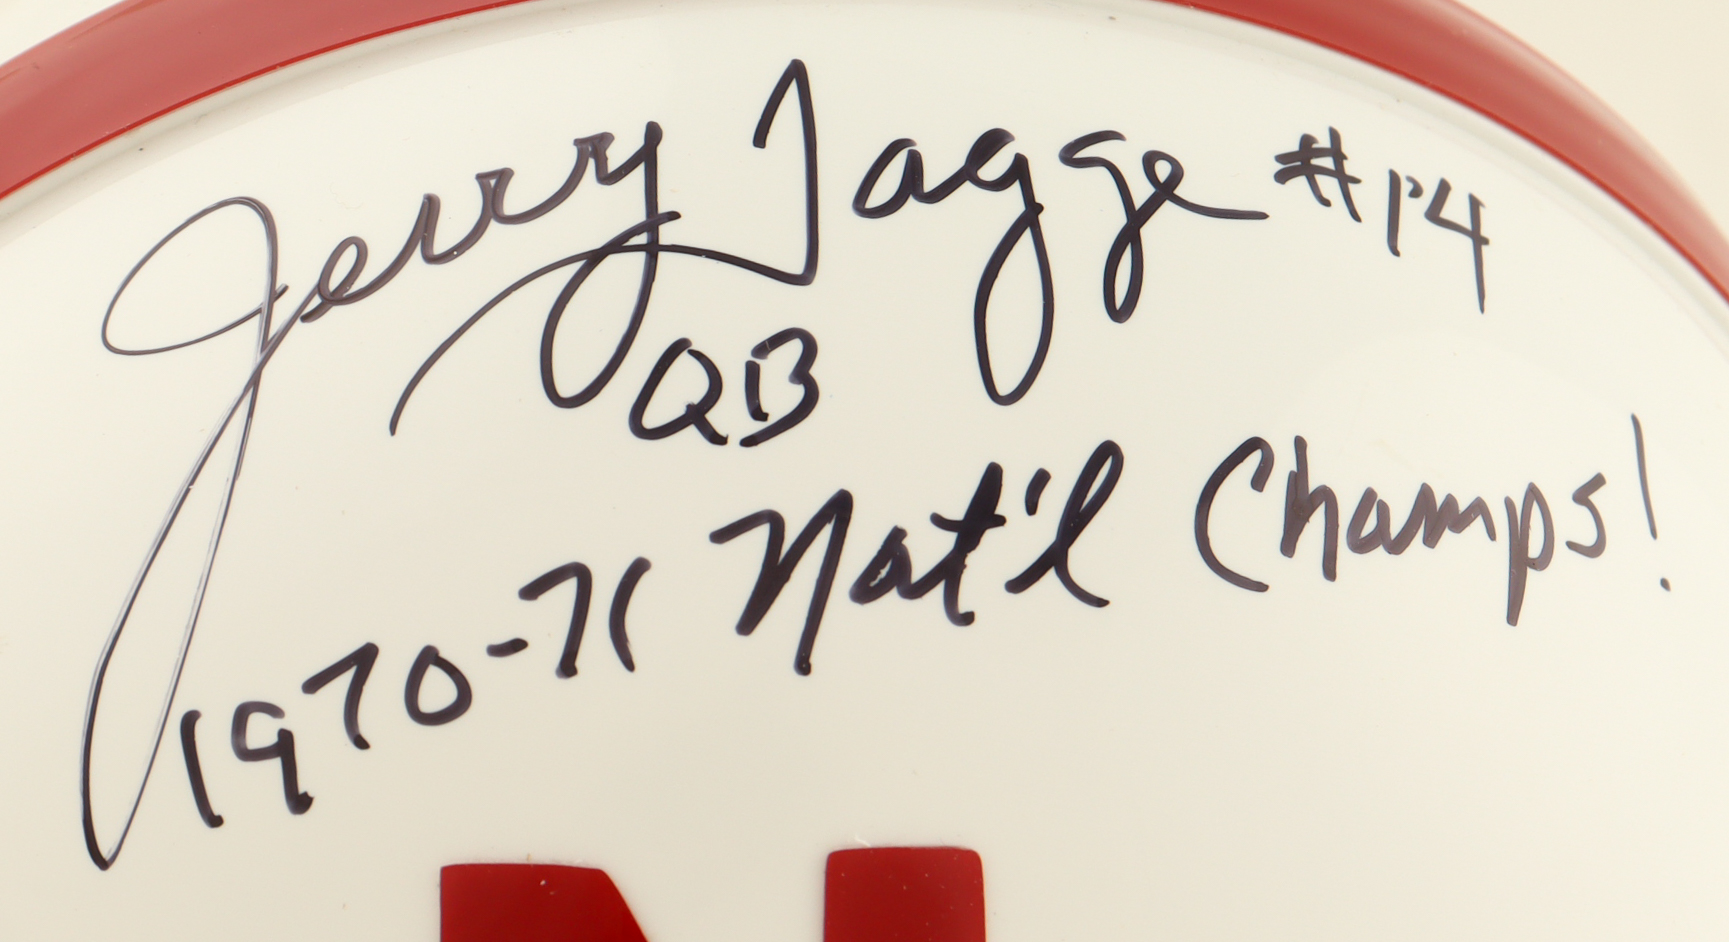 Jerry Tagge #14
QB
1970-71 Nat'l Champs!
N